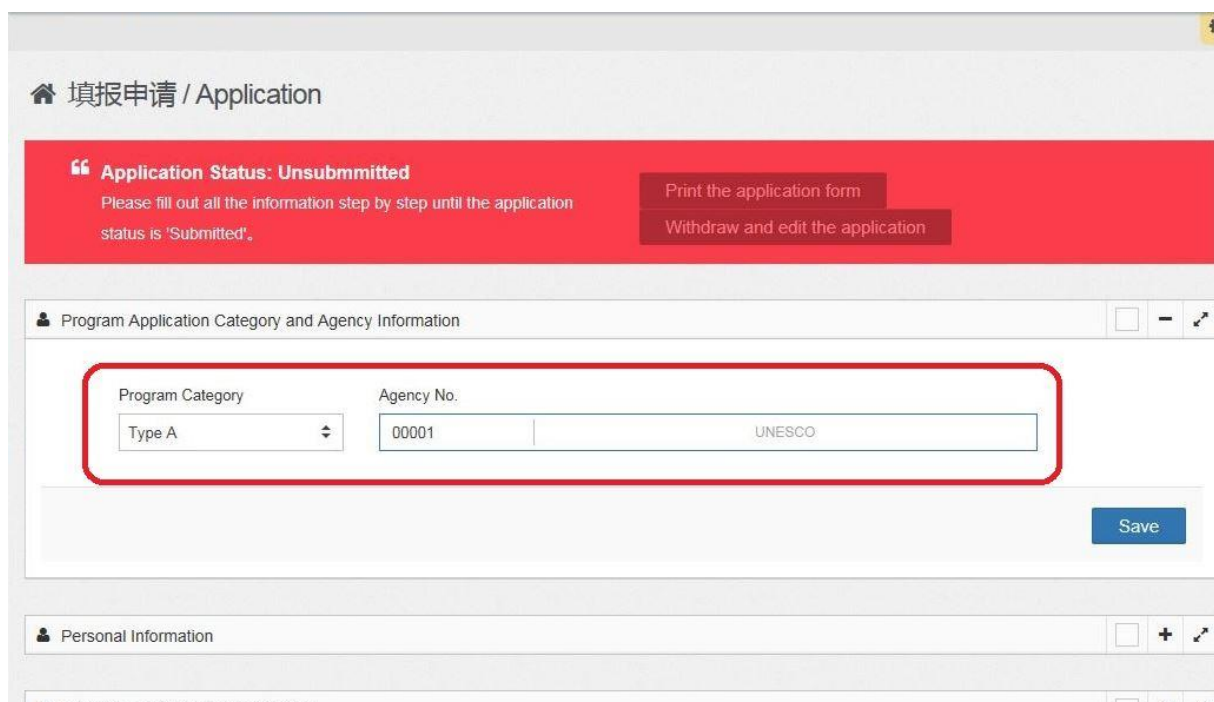 填报申请 / Application
Application Status: Unsubmmitted
Please fill out all the information step by step until the application
status is 'Submitted'。
Print the application form
Withdraw and edit the application
Program Application Category and Agency Information
Program Category
Agency No.
Type A
00001
UNESCO
Save
Personal Information